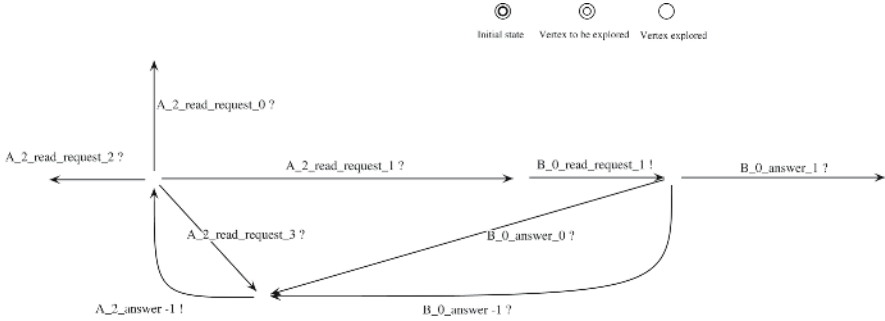 Initial state Vertex to be explored Vertex explored
A_2_read_request_0 ?
A_2_read_request_2 ?
A_2_read_request_1 ?
B_0_read_request_1 !
B_0_answer_1 ?
A_2_read_request_3 ?
B_0_answer_0 ?
A_2_answer -1 !
B_0_answer -1 ?